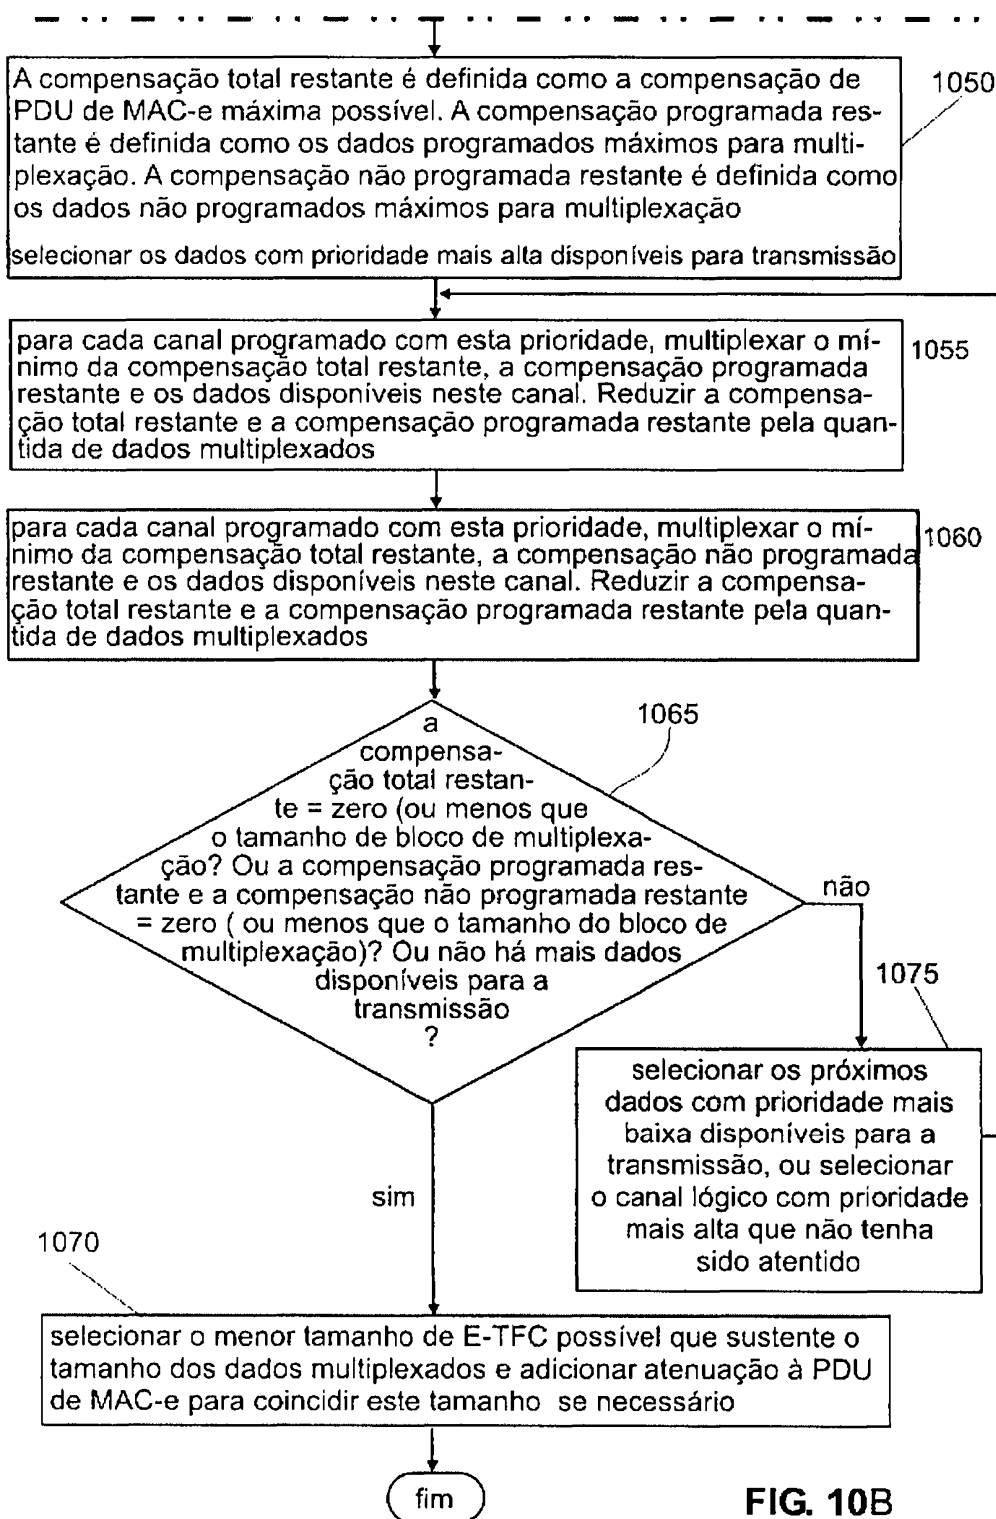 A compensação total restante é definida como a compensação de
PDU de MAC-e máxima possível. A compensação programada res-
tante é definida como os dados programados máximos para multi-
plexação. A compensação não programada restante é definida como
os dados não programados máximos para multiplexação
selecionar os dados com prioridade mais alta disponíveis para transmissão
1050
para cada canal programado com esta prioridade, multiplexar o mí-
nimo da compensação total restante, a compensação programada
restante e os dados disponíveis neste canal. Reduzir a compensa-
ção total restante e a compensação programada restante pela quan-
tida de dados multiplexados
1055
para cada canal programado com esta prioridade, multiplexar o mí-
nimo da compensação total restante, a compensação não programada
restante e os dados disponíveis neste canal. Reduzir a compensa-
ção total restante e a compensação programada restante pela quan-
tida de dados multiplexados
1060
1065
a
compensa-
ção total restan-
te = zero (ou menos que
o tamanho de bloco de multiplexa-
ção? Ou a compensação programada res-
tante e a compensação não programada restante
= zero ( ou menos que o tamanho do bloco de
multiplexação)? Ou não há mais dados
disponíveis para a
transmissão
?
não
1075
selecionar os próximos
dados com prioridade mais
baixa disponíveis para a
transmissão, ou selecionar
o canal lógico com prioridade
mais alta que não tenha
sido atentido
sim
1070
selecionar o menor tamanho de E-TFC possível que sustente o
tamanho dos dados multiplexados e adicionar atenuação à PDU
de MAC-e para coincidir este tamanho se necessário
fim
FIG. 10B